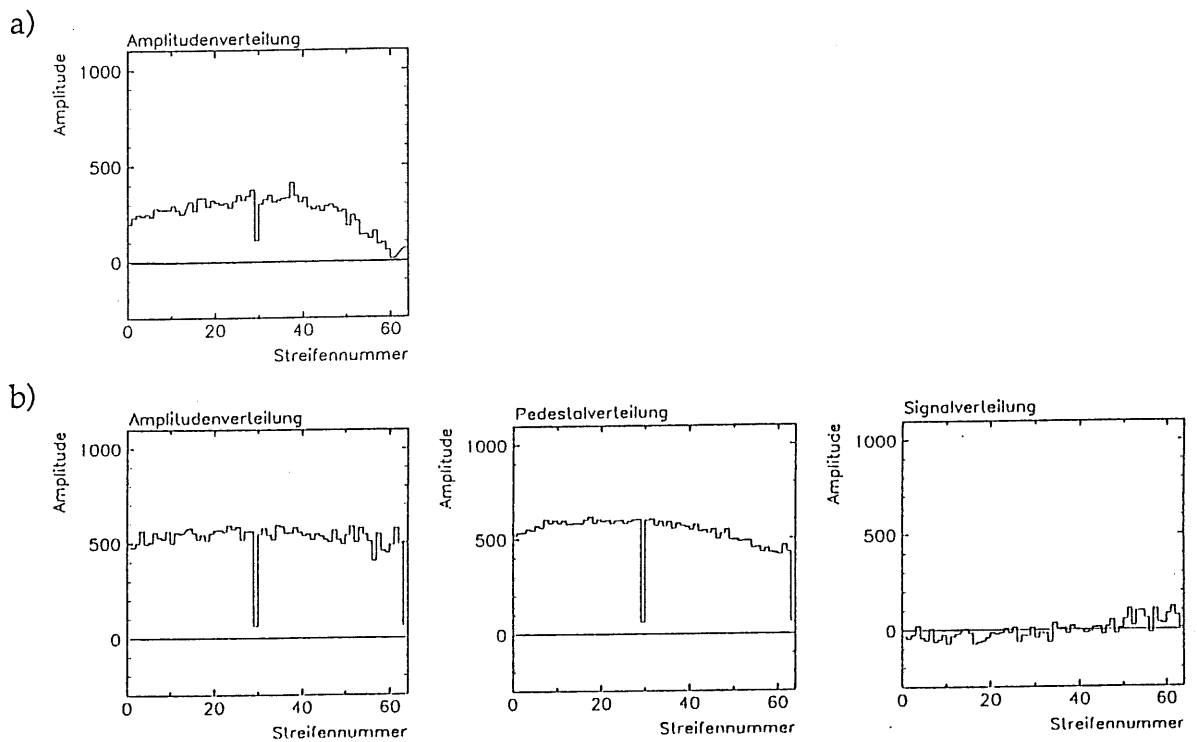 a)
Amplitudenverteilung
Amplitude
1000
500
0
0 20 40 60
Streifennummer
b)
Amplitudenverteilung
Amplitude
1000
500
0
0 20 40 60
Streifennummer
Pedestalverteilung
Amplitude
1000
500
0
0 20 40 60
Streifennummer
Signalverteilung
Amplitude
1000
500
0
0 20 40 60
Streifennummer